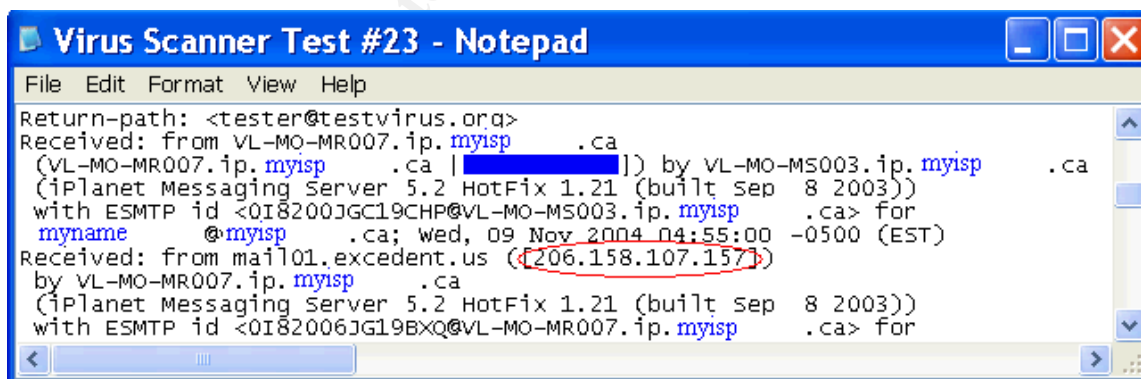 Virus Scanner Test #23 - Notepad
File Edit Format View Help
Return-path: <tester@testvirus.org>
Received: from VL-MO-MR007.ip.myisp .ca
(VL-MO-MR007.ip.myisp .ca [ ]) by VL-MO-MS003.ip.myisp .ca
(iPlanet Messaging Server 5.2 HotFix 1.21 (built Sep 8 2003))
with ESMTP id <0I8200JGC19CHP@VL-MO-MS003.ip.myisp .ca> for
myname @myisp .ca; Wed, 09 Nov 2004 04:55:00 -0500 (EST)
Received: from mail01.excedent.us ([206.158.107.157])
by VL-MO-MR007.ip.myisp .ca
(iPlanet Messaging Server 5.2 HotFix 1.21 (built Sep 8 2003))
with ESMTP id <0I82006JG19BXQ@VL-MO-MR007.ip.myisp .ca> for